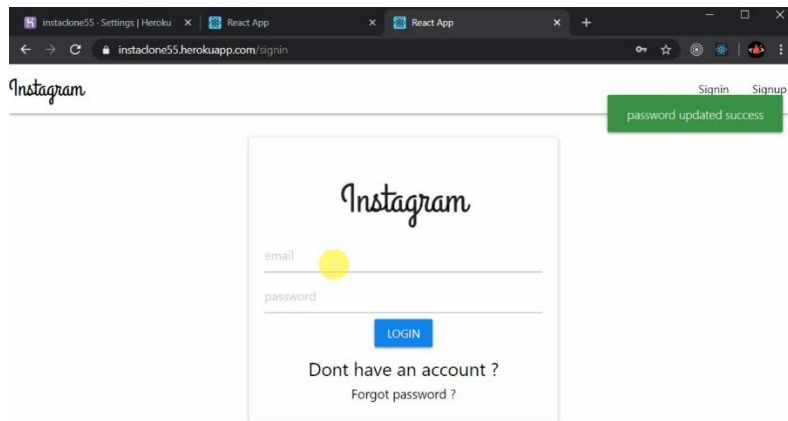 instaclone55 - Settings | Heroku
React App
React App
instaclone55.herokuapp.com/signin
Instagram
Signin
Signup
password updated success
Instagram
email
password
LOGIN
Dont have an account ?
Forgot password ?